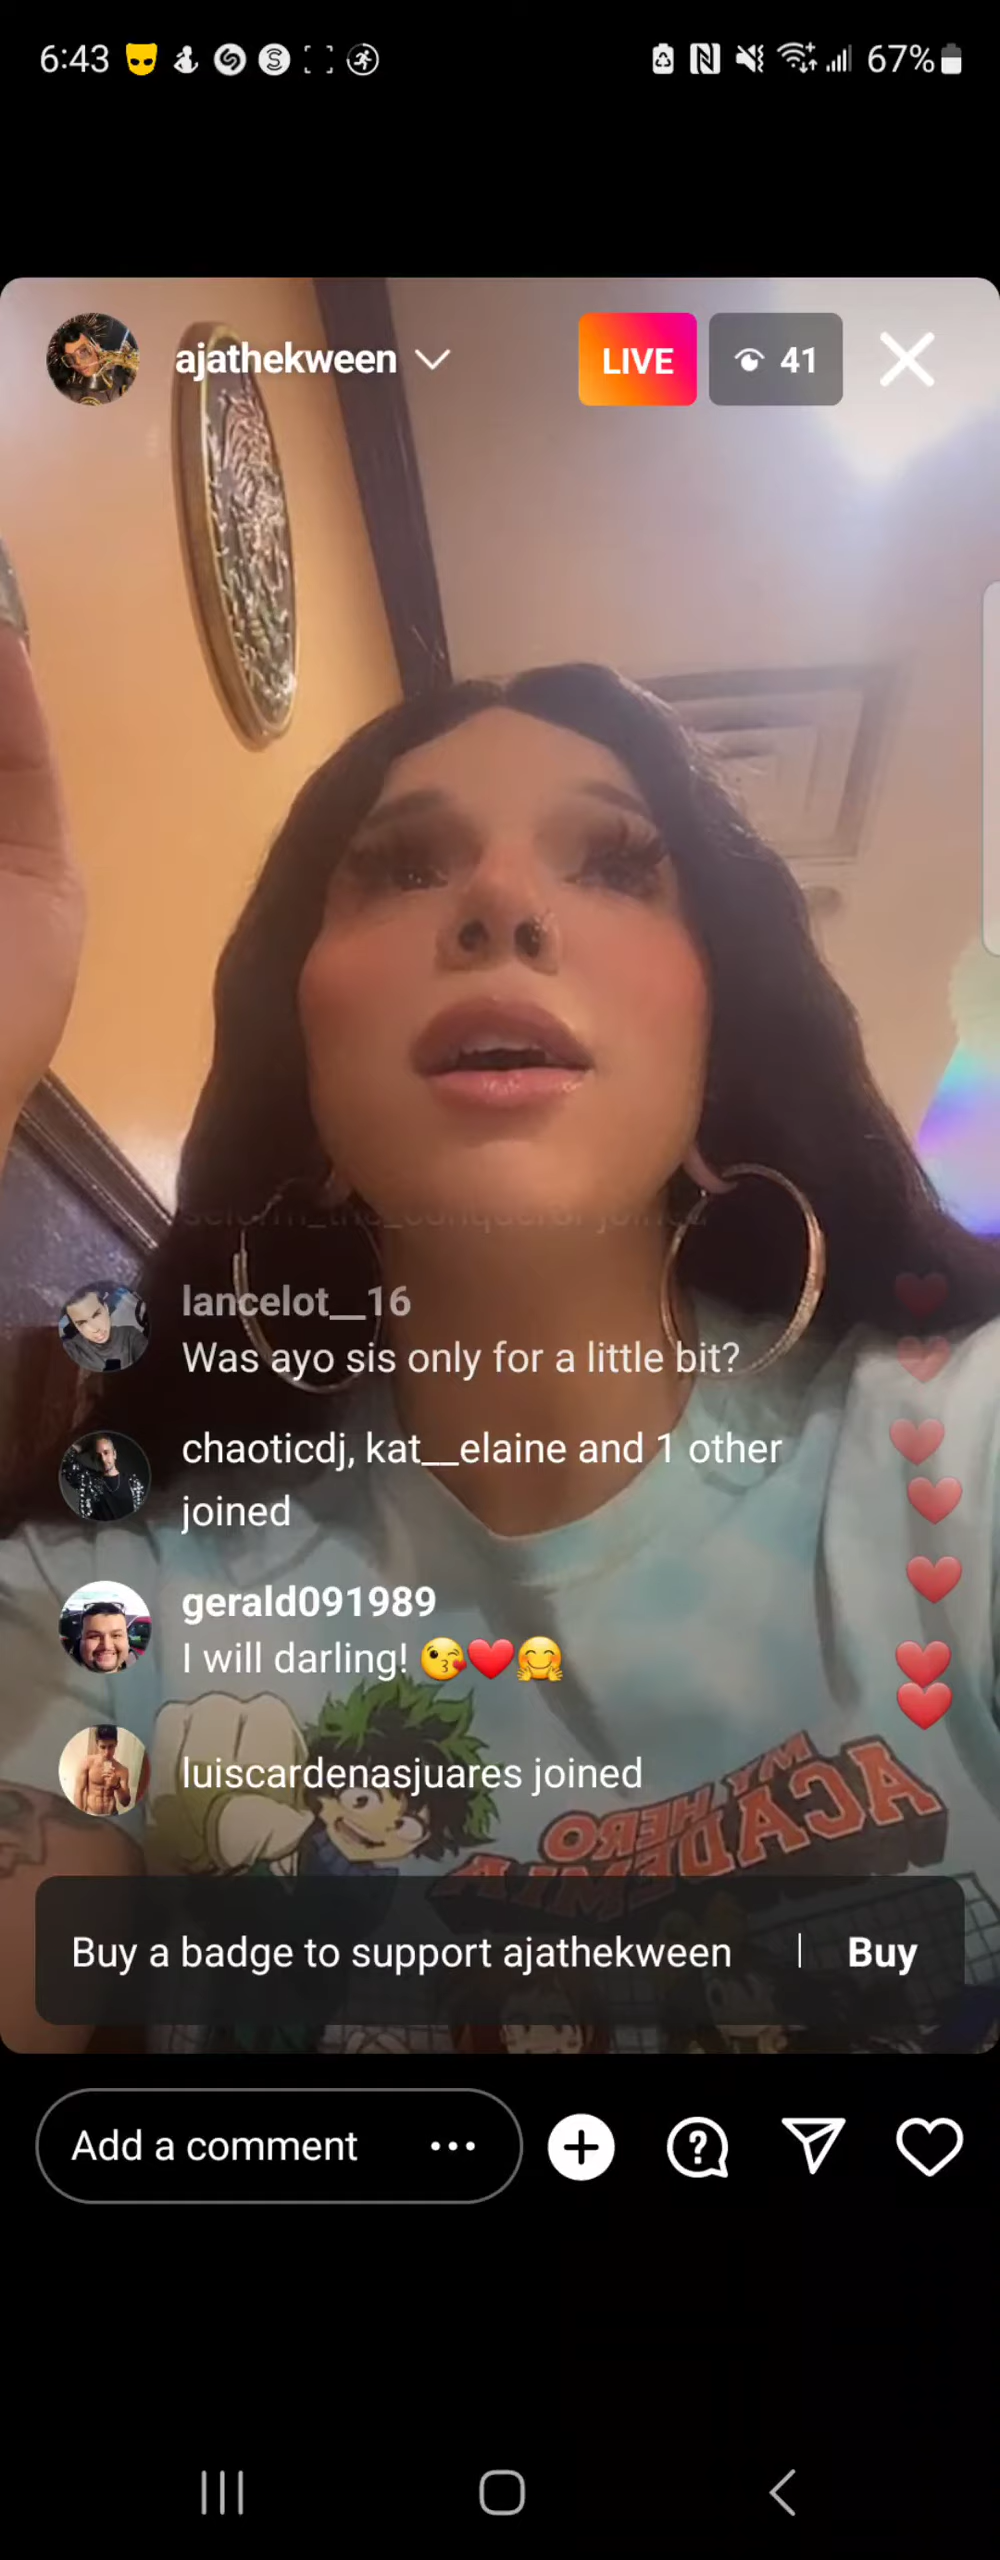 6:43
67%
ajathekween
LIVE
41
lancelot__16
Was ayo sis only for a little bit?
chaoticdj, kat__elaine and 1 other
joined
gerald091989
I will darling! 😘❤️🤗
luiscardenasjuares joined
MY
HERO
ACADEMIA
Buy a badge to support ajathekween | Buy
Add a comment